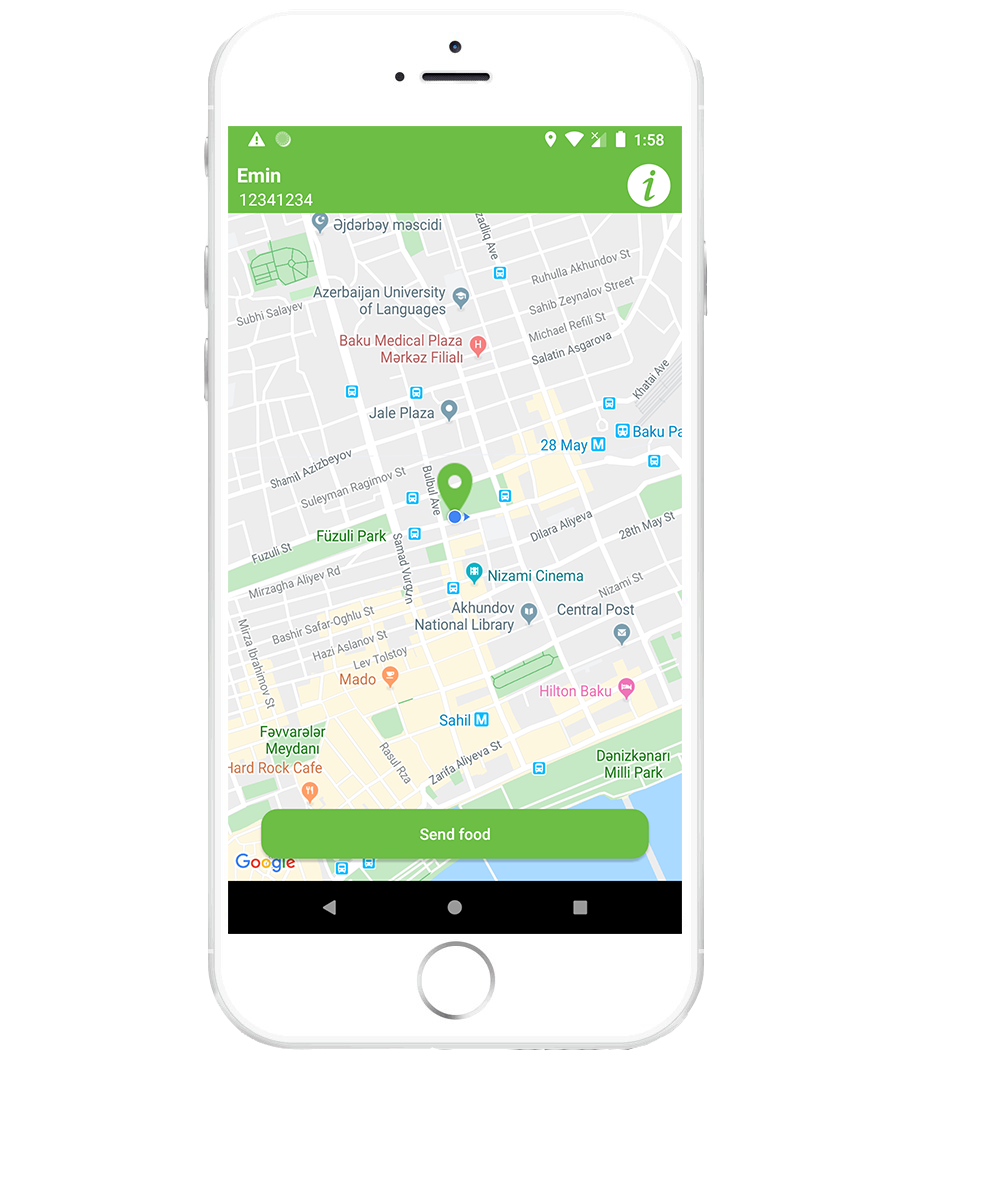 1:58
Emin
12341234
i
Əjdərbəy məscidi
zadliq Ave
Ruhulla Akhundov St
Azerbaijan University
of Languages
Sahib Zeynalov Street
Subhi Salayev
Michael Refili St
Baku Medical Plaza
Mərkəz Filialı
H
Salatin Asgarova
Khatai Ave
Jale Plaza
28 May M
Baku Pa
Shamil Azizbeyov
Suleyman Ragimov St
Bulbul Ave
Füzuli Park
Dilara Aliyeva
28th May St
Fuzuli St
Samad Vurgun
Mirzagha Aliyev Rd
Nizami Cinema
Nizami St
Akhundov
National Library
Central Post
Bashir Safar-Oghlu St
Mirza Ibrahimov St
Hazi Aslanov St
Lev Tolstoy
Mado
Hilton Baku
Sahil M
Fəvvarələr
Meydanı
Rasul Rza
Zarifa Aliyeva St
Dənizkənarı
Milli Park
Hard Rock Cafe
Send food
Google